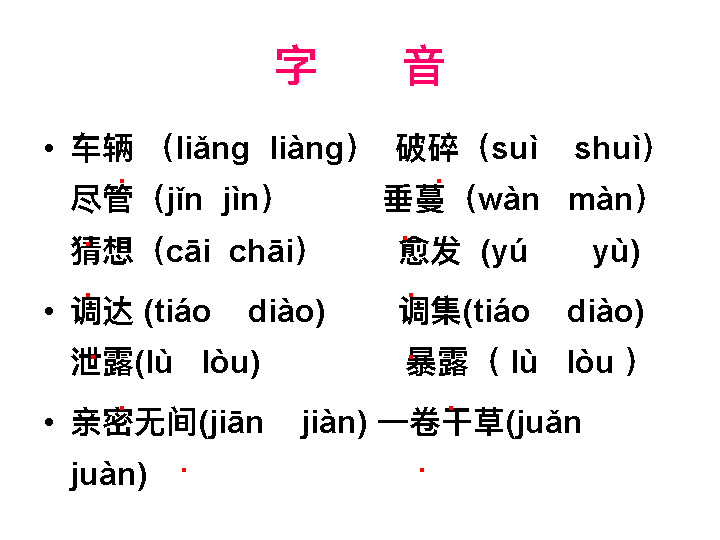 字 音
• 车辆 （liǎng liàng） 破碎（suì shuì）
尽管（jǐn jìn） 垂蔓（wàn màn）
猜想（cāi chāi） 愈发 (yú yù)
• 调达 (tiáo diào) 调集(tiáo diào)
泄露(lù lòu) 暴露（ lù lòu ）
• 亲密无间(jiān jiàn) 一卷干草(juǎn
juàn)